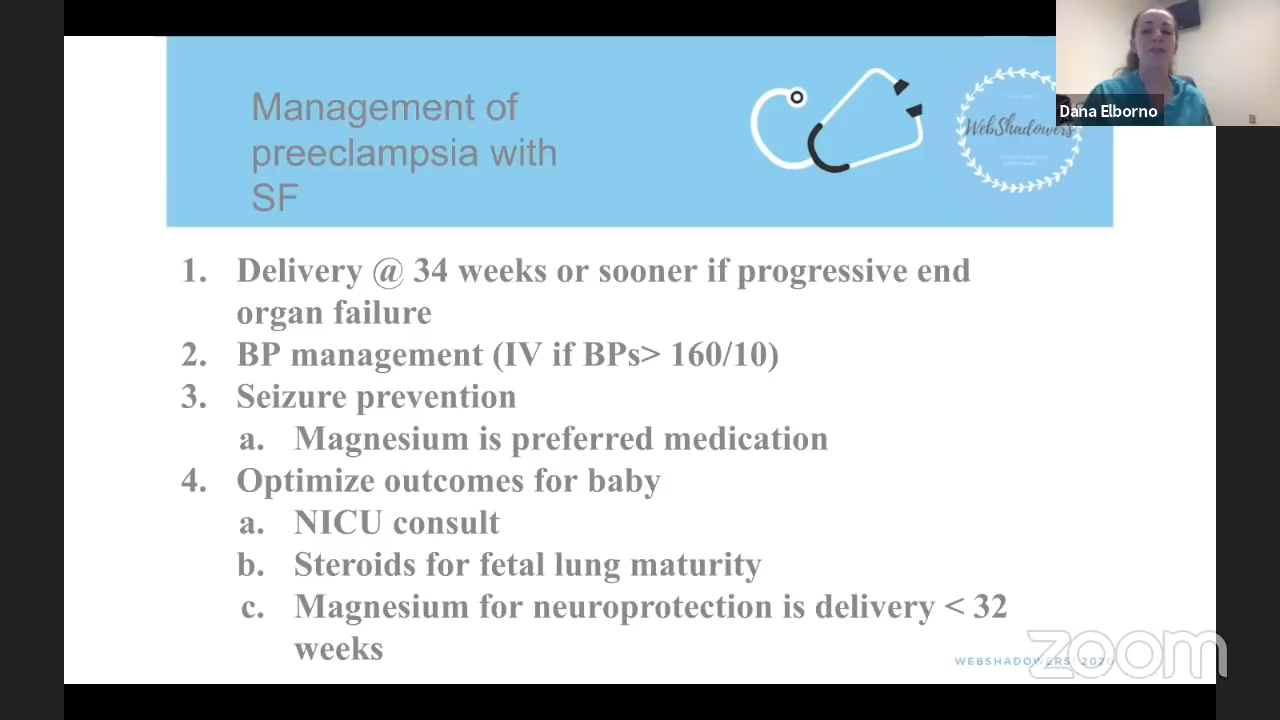 Management of
preeclampsia with
SF
WebShadowers
Dana Elborno
1. Delivery @ 34 weeks or sooner if progressive end
organ failure
2. BP management (IV if BPs> 160/10)
3. Seizure prevention
a. Magnesium is preferred medication
4. Optimize outcomes for baby
a. NICU consult
b. Steroids for fetal lung maturity
c. Magnesium for neuroprotection is delivery < 32
weeks
WEBSHADOWERS 2020
zoom